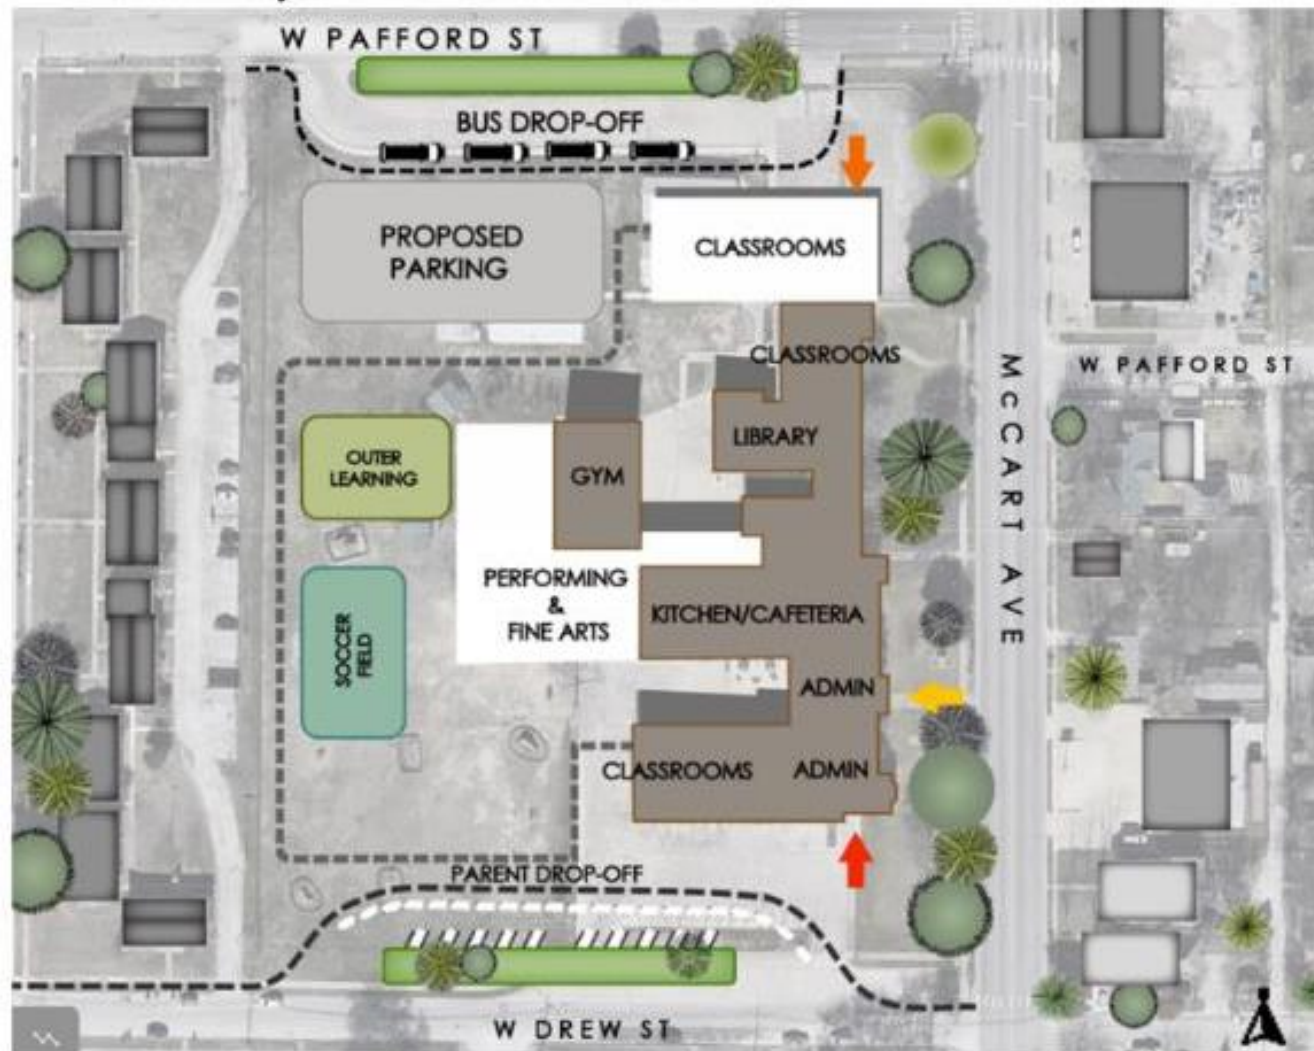 W PAFFORD ST
BUS DROP-OFF
PROPOSED
PARKING
CLASSROOMS
CLASSROOMS
W PAFFORD ST
McCART AVE
LIBRARY
OUTER
LEARNING
GYM
PERFORMING
&
FINE ARTS
KITCHEN/CAFETERIA
SOCCER
FIELD
ADMIN
CLASSROOMS
ADMIN
PARENT DROP-OFF
W DREW ST